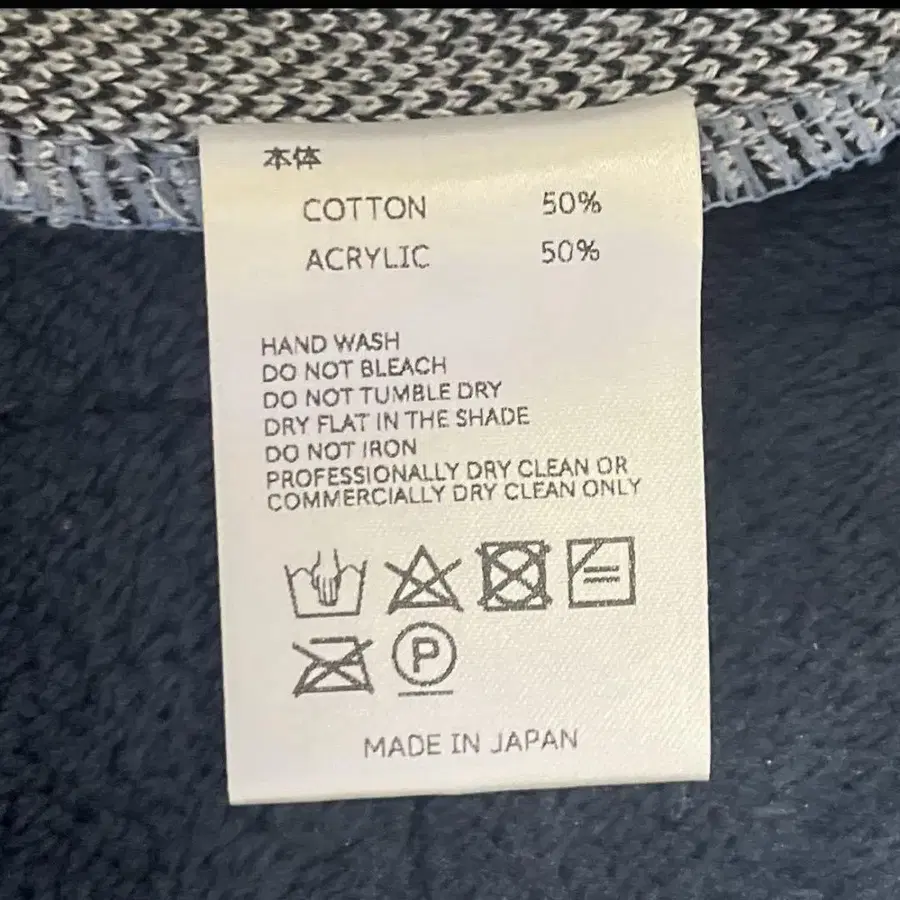 本体
COTTON 50%
ACRYLIC 50%
HAND WASH
DO NOT BLEACH
DO NOT TUMBLE DRY
DRY FLAT IN THE SHADE
DO NOT IRON
PROFESSIONALLY DRY CLEAN OR
COMMERCIALLY DRY CLEAN ONLY
P
MADE IN JAPAN